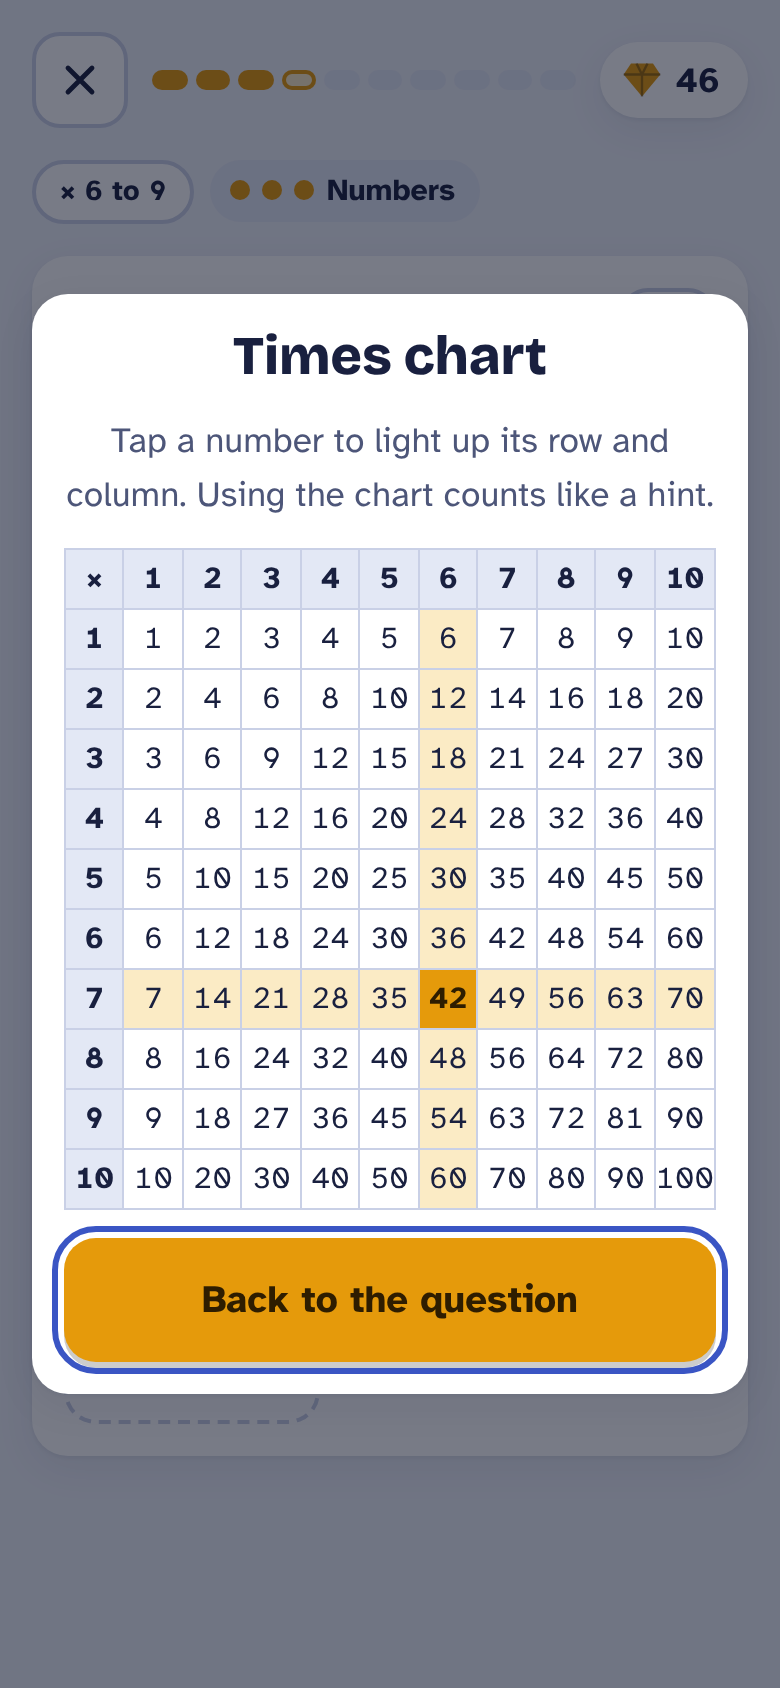 46
× 6 to 9
Numbers
Times chart
Tap a number to light up its row and
column. Using the chart counts like a hint.
× 1 2 3 4 5 6 7 8 9 10
1 1 2 3 4 5 6 7 8 9 10
2 2 4 6 8 10 12 14 16 18 20
3 3 6 9 12 15 18 21 24 27 30
4 4 8 12 16 20 24 28 32 36 40
5 5 10 15 20 25 30 35 40 45 50
6 6 12 18 24 30 36 42 48 54 60
7 7 14 21 28 35 42 49 56 63 70
8 8 16 24 32 40 48 56 64 72 80
9 9 18 27 36 45 54 63 72 81 90
10 10 20 30 40 50 60 70 80 90 100
Back to the question